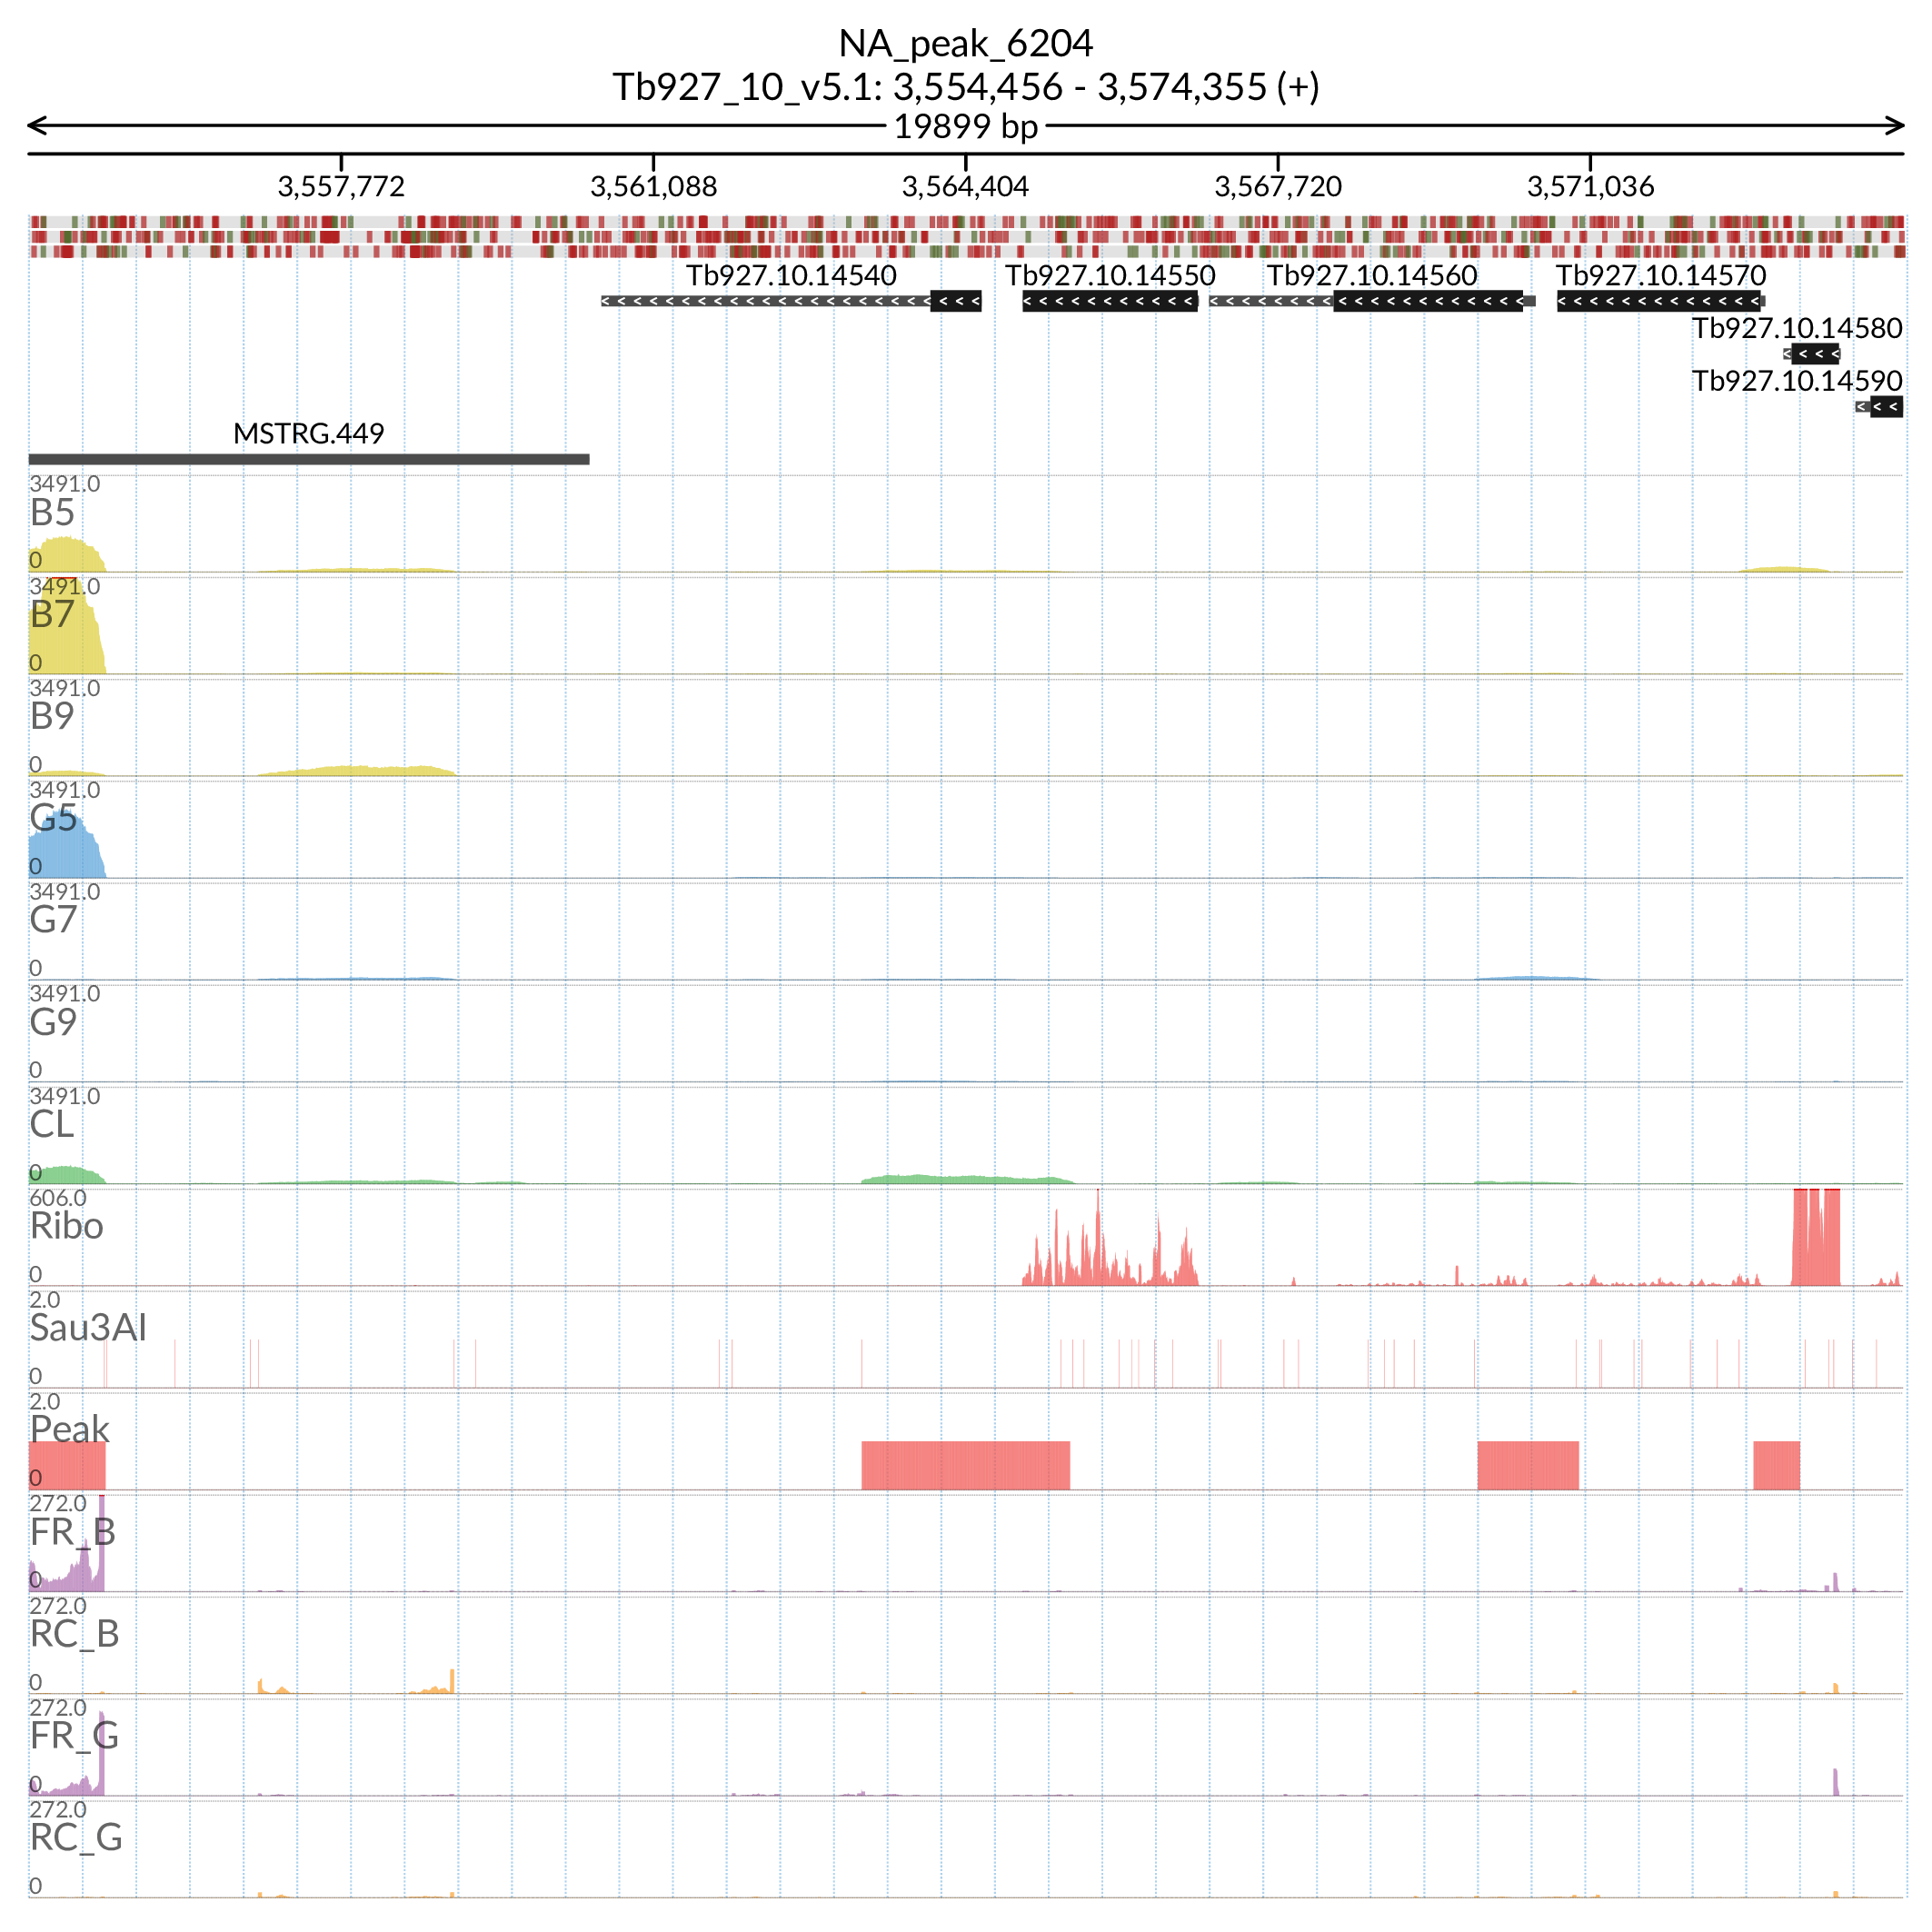 NA_peak_6204
Tb927_10_v5.1: 3,554,456 - 3,574,355 (+)
19899 bp
3,557,772 3,561,088 3,564,404 3,567,720 3,571,036
Tb927.10.14540 Tb927.10.14550 Tb927.10.14560 Tb927.10.14570
Tb927.10.14580
Tb927.10.14590
MSTRG.449
3491.0
B5
0
3491.0
B7
0
3491.0
B9
0
3491.0
G5
0
3491.0
G7
0
3491.0
G9
0
3491.0
CL
0
606.0
Ribo
0
2.0
Sau3AI
0
2.0
Peak
0
272.0
FR_B
0
272.0
RC_B
0
272.0
FR_G
0
272.0
RC_G
0